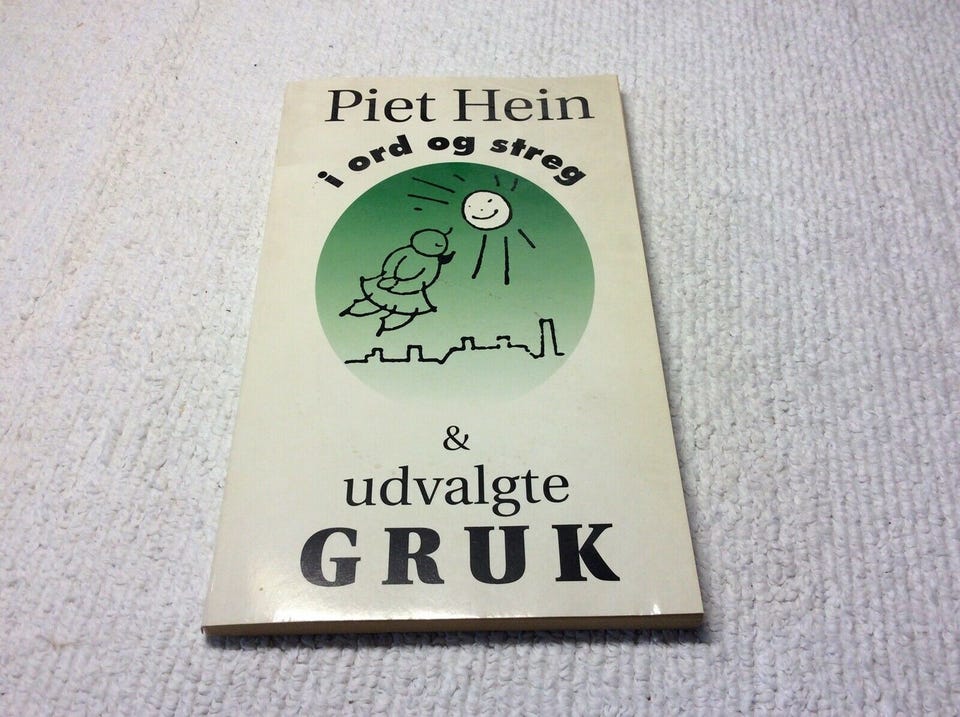 Piet Hein
i ord og streg
&
udvalgte
GRUK